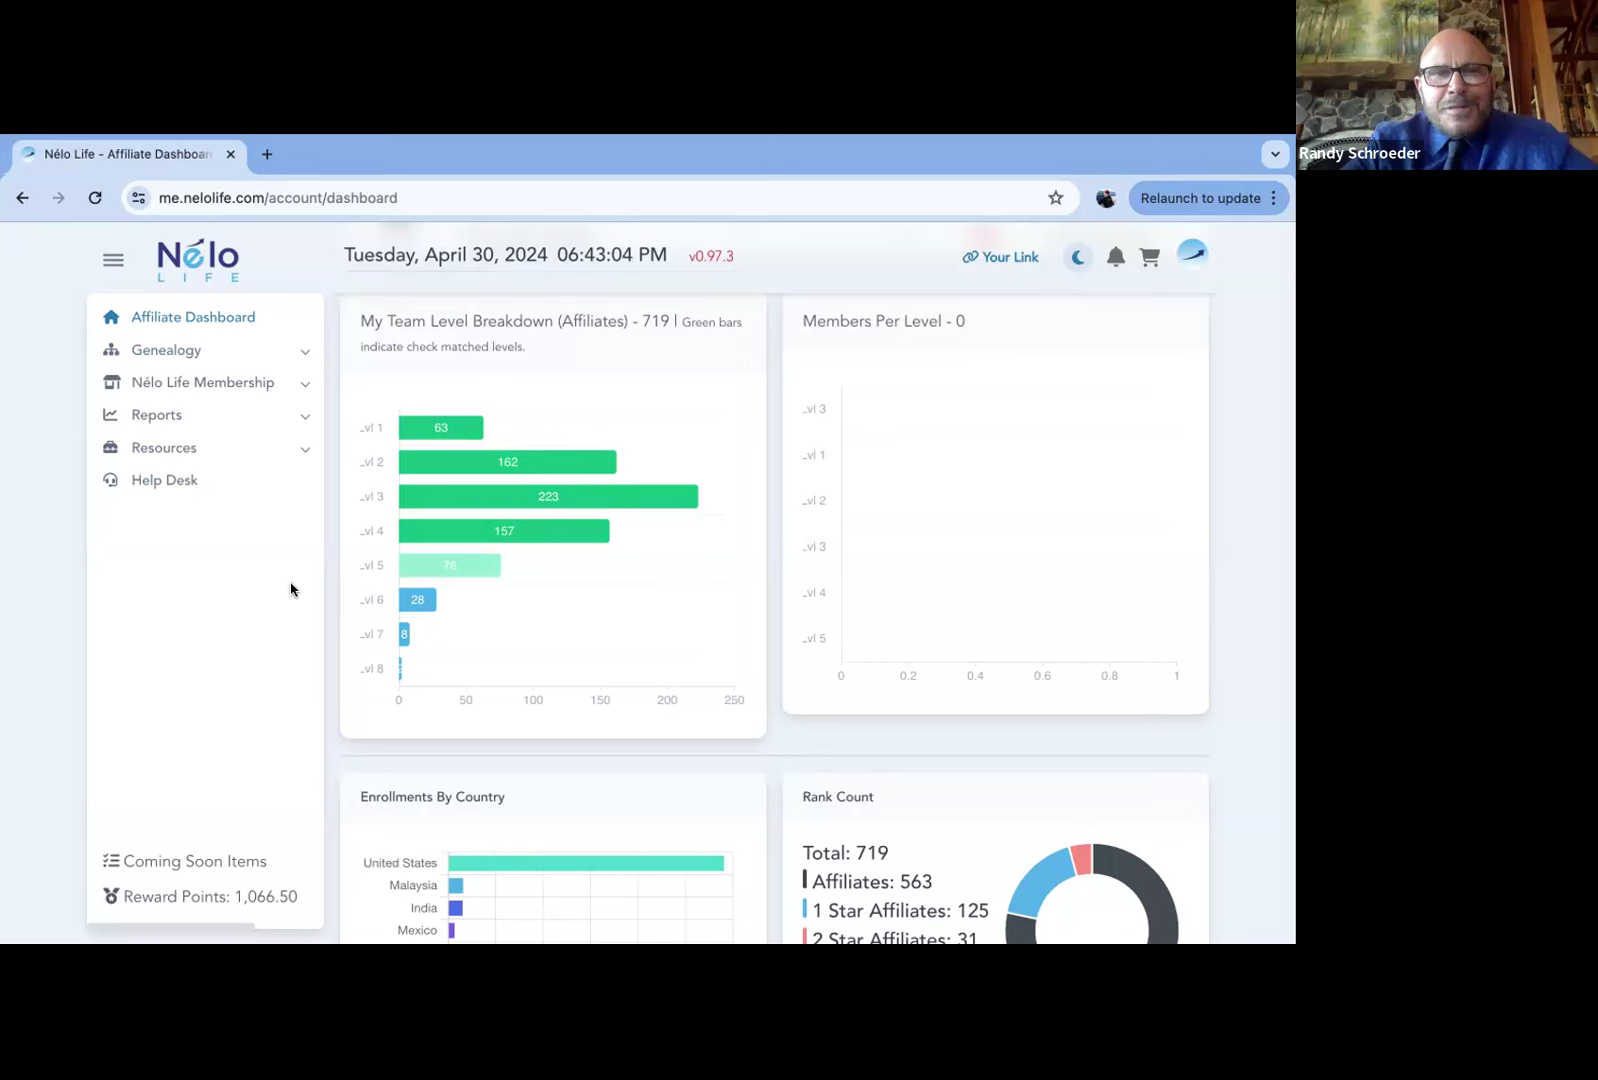 Randy Schroeder
Nélo Life - Affiliate Dashboar
me.nelolife.com/account/dashboard
Relaunch to update
Nélo
LIFE
Tuesday, April 30, 2024 06:43:04 PM v0.97.3
Your Link
Affiliate Dashboard
Genealogy
Nélo Life Membership
Reports
Resources
Help Desk
Coming Soon Items
Reward Points: 1,066.50
My Team Level Breakdown (Affiliates) - 719 | Green bars
indicate check matched levels.
_vl 1 63
_vl 2 162
_vl 3 223
_vl 4 157
_vl 5 76
_vl 6 28
_vl 7 8
_vl 8
0 50 100 150 200 250
Members Per Level - 0
_vl 3
_vl 1
_vl 2
_vl 3
_vl 4
_vl 5
0 0.2 0.4 0.6 0.8 1
Enrollments By Country
United States
Malaysia
India
Mexico
Rank Count
Total: 719
Affiliates: 563
1 Star Affiliates: 125
2 Star Affiliates: 31